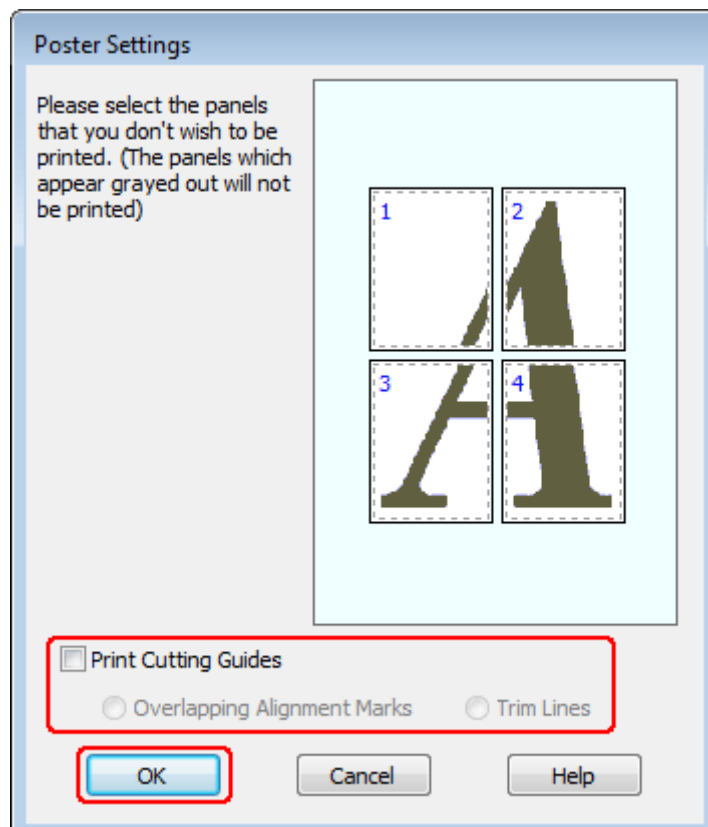 Poster Settings
Please select the panels
that you don't wish to be
printed. (The panels which
appear grayed out will not
be printed)
1
2
3
4
Print Cutting Guides
Overlapping Alignment Marks
Trim Lines
OK
Cancel
Help